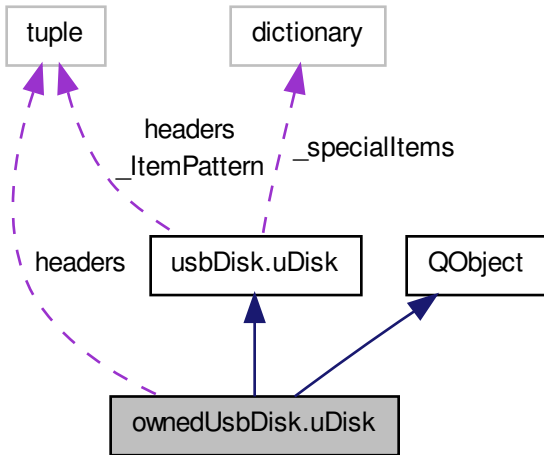 tuple
dictionary
headers
_ItemPattern
_specialItems
headers
usbDisk.uDisk
QObject
ownedUsbDisk.uDisk